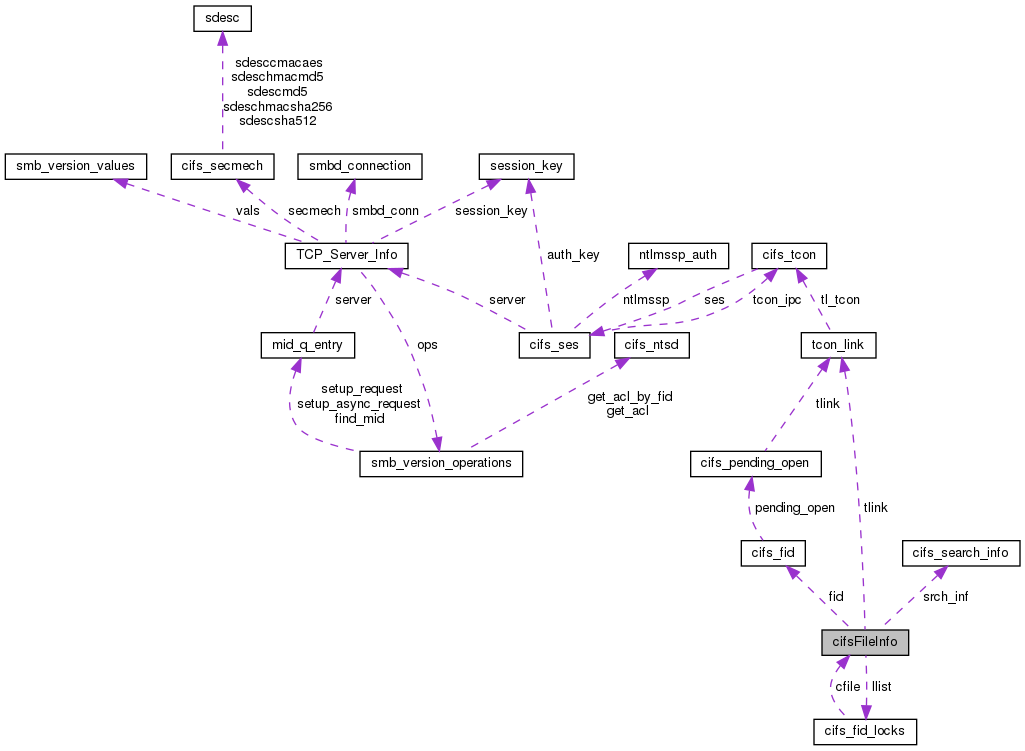 sdesc
sdesccmacaes
sdeschmacmd5
sdescmd5
sdeschmacsha256
sdescsha512
smb_version_values
cifs_secmech
smbd_connection
session_key
vals
secmech
smbd_conn
session_key
TCP_Server_Info
auth_key
ntlmssp_auth
cifs_tcon
server
server
ntlmssp
ses
tcon_ipc
tl_tcon
mid_q_entry
ops
cifs_ses
cifs_ntsd
tcon_link
setup_request
setup_async_request
find_mid
get_acl_by_fid
get_acl
tlink
smb_version_operations
cifs_pending_open
pending_open
tlink
cifs_fid
cifs_search_info
fid
srch_inf
cifsFileInfo
cfile
llist
cifs_fid_locks